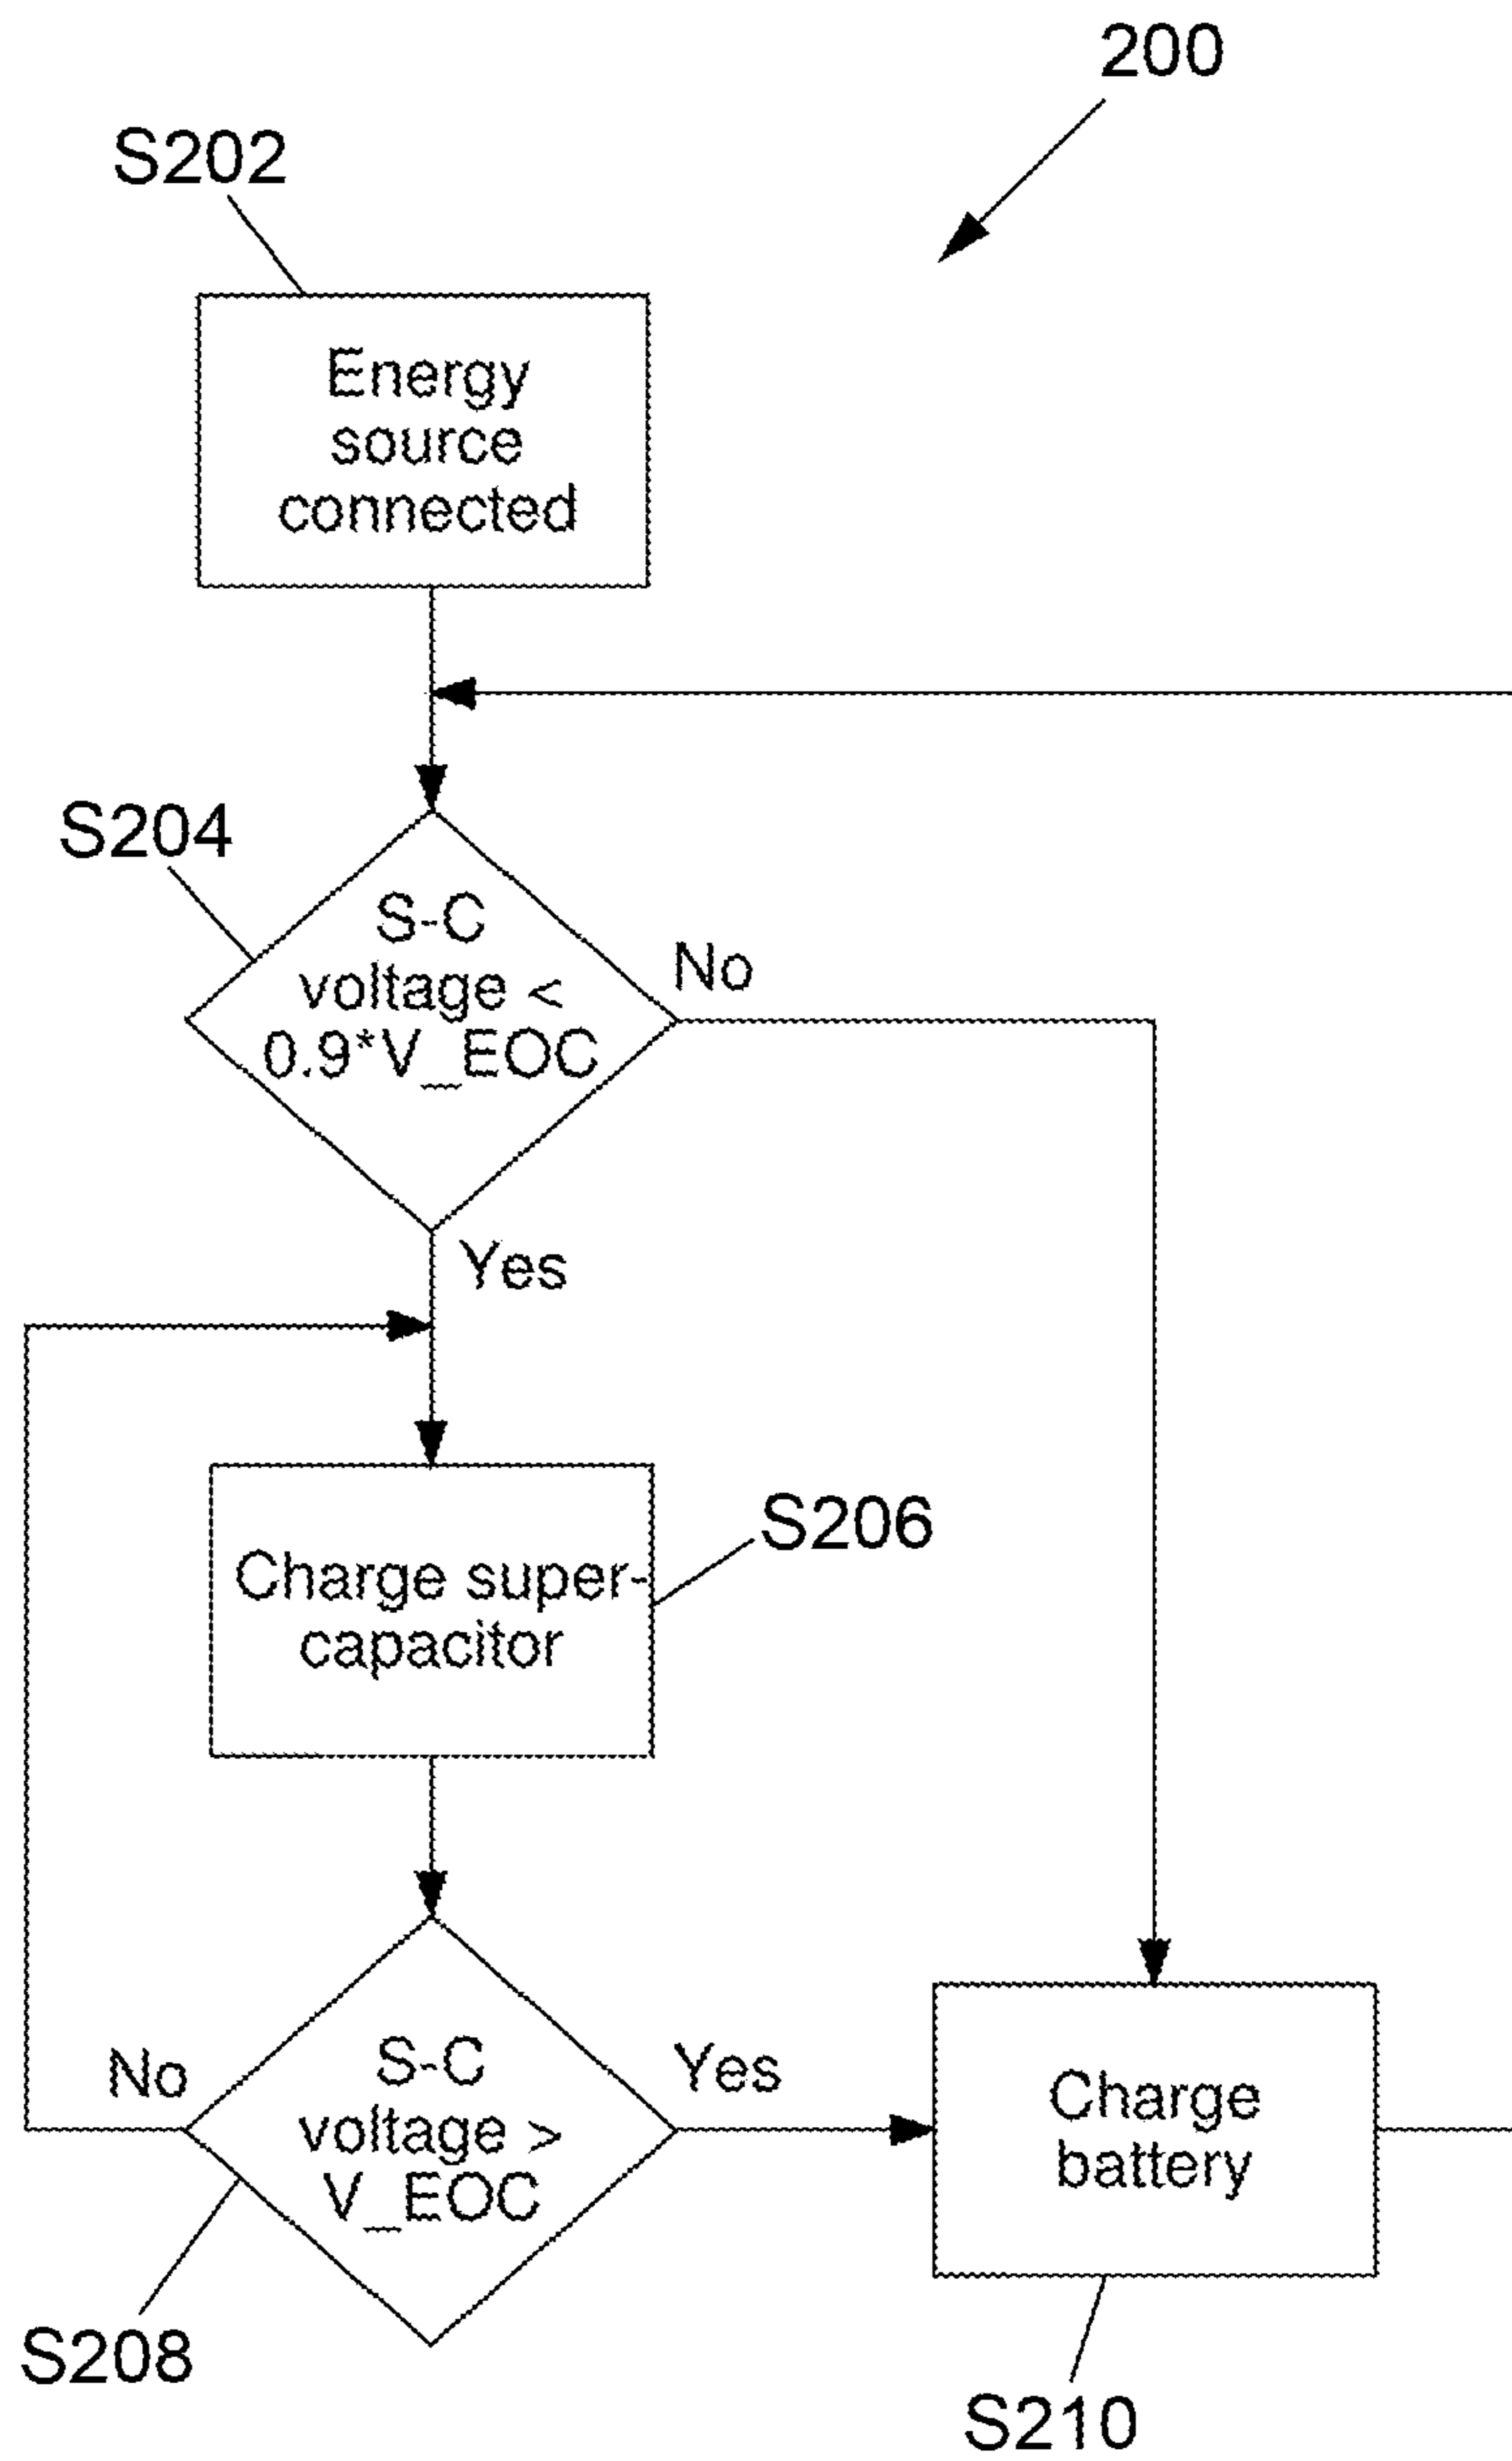 200
S202
Energy
source
connected
S204
S-C
voltage <
0.9*V_EOC
No
Yes
Charge super-
capacitor
S206
S-C
voltage >
V_EOC
No
Yes
Charge
battery
S208
S210